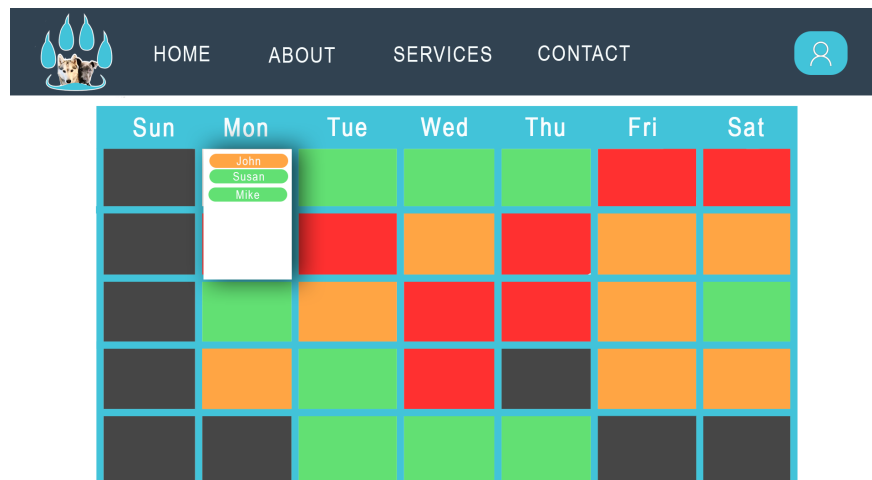 HOME ABOUT SERVICES CONTACT
Sun Mon Tue Wed Thu Fri Sat
John
Susan
Mike